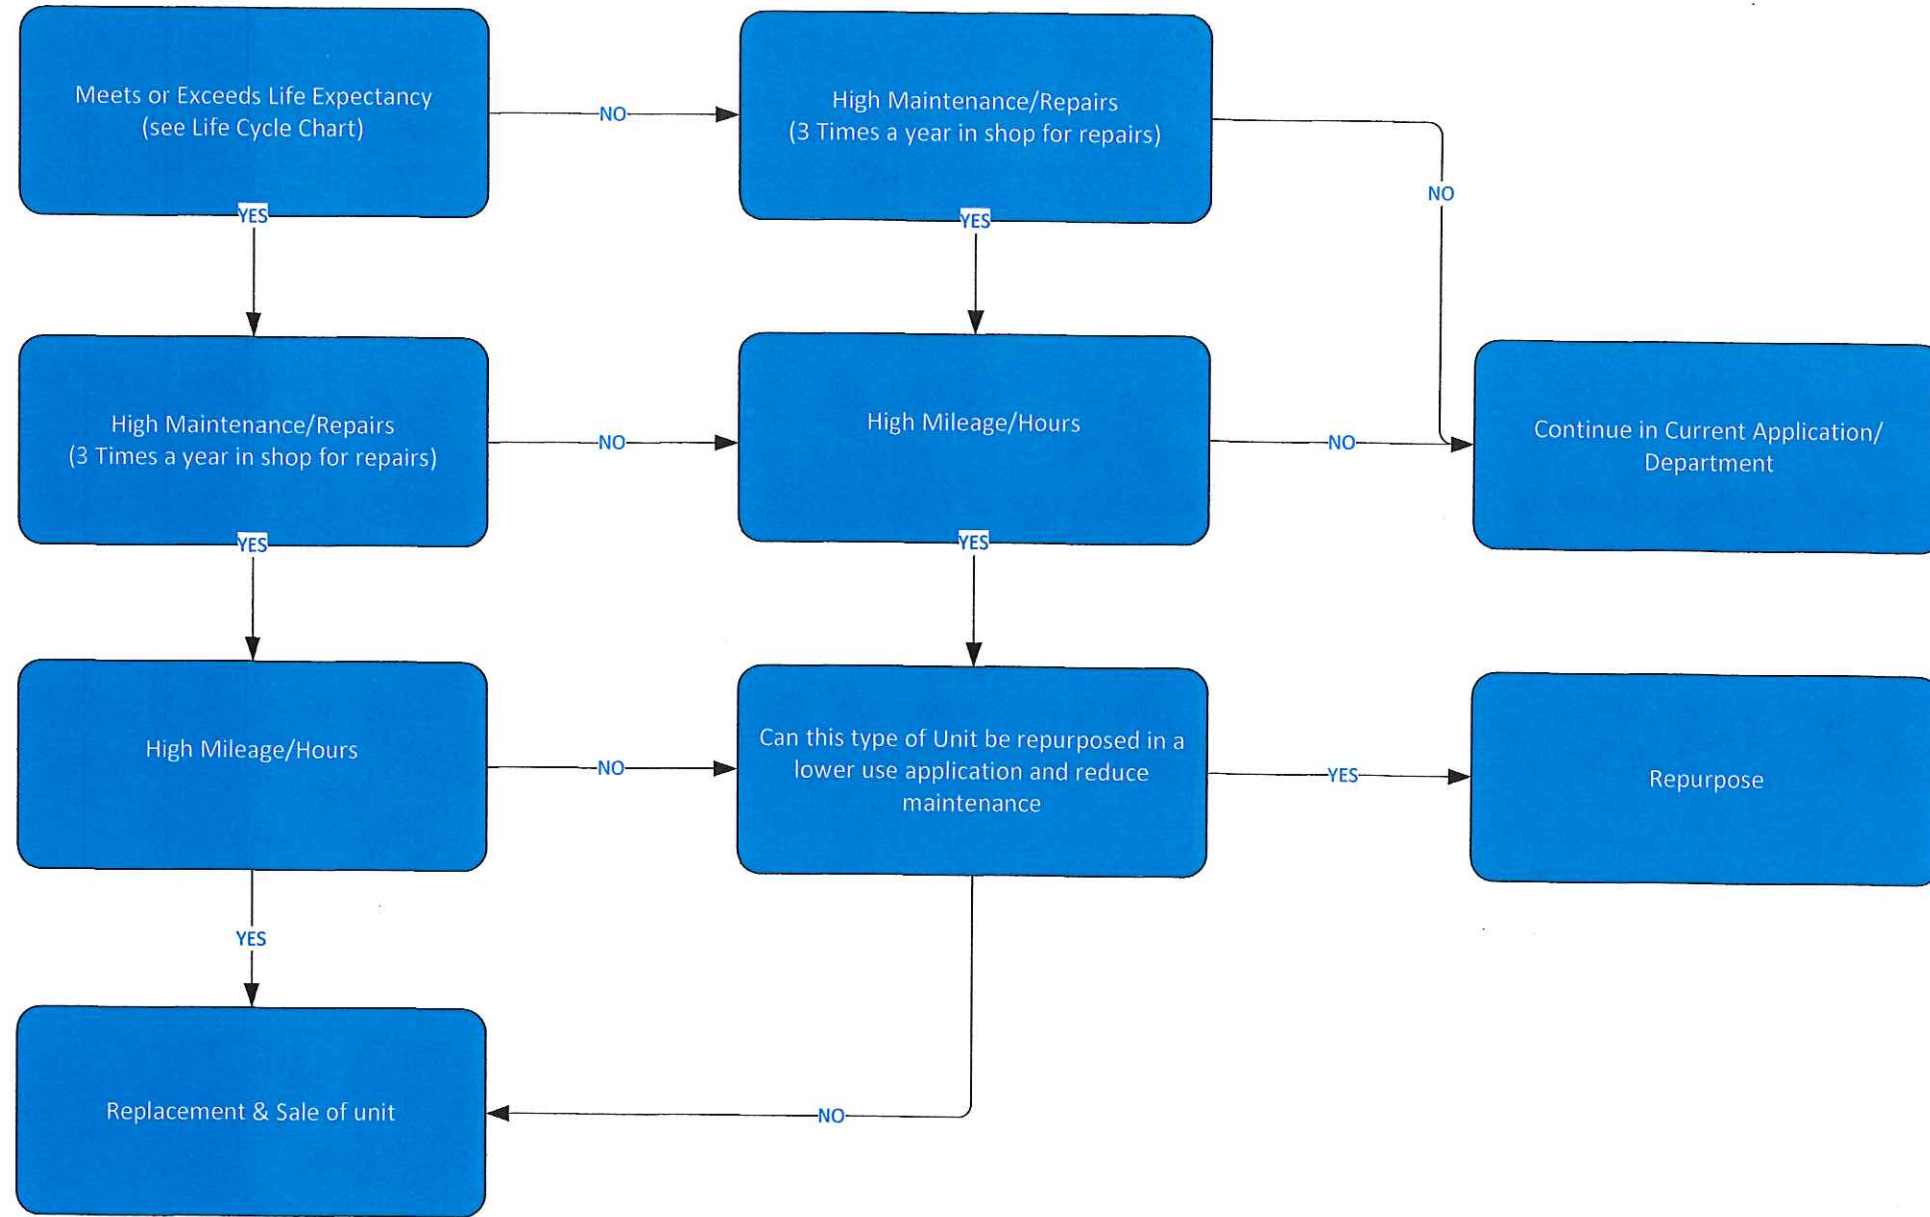 Meets or Exceeds Life Expectancy
(see Life Cycle Chart)
NO
High Maintenance/Repairs
(3 Times a year in shop for repairs)
NO
YES
YES
High Maintenance/Repairs
(3 Times a year in shop for repairs)
NO
High Mileage/Hours
NO
Continue in Current Application/
Department
YES
YES
High Mileage/Hours
NO
Can this type of Unit be repurposed in a
lower use application and reduce
maintenance
YES
Repurpose
YES
Replacement & Sale of unit
NO